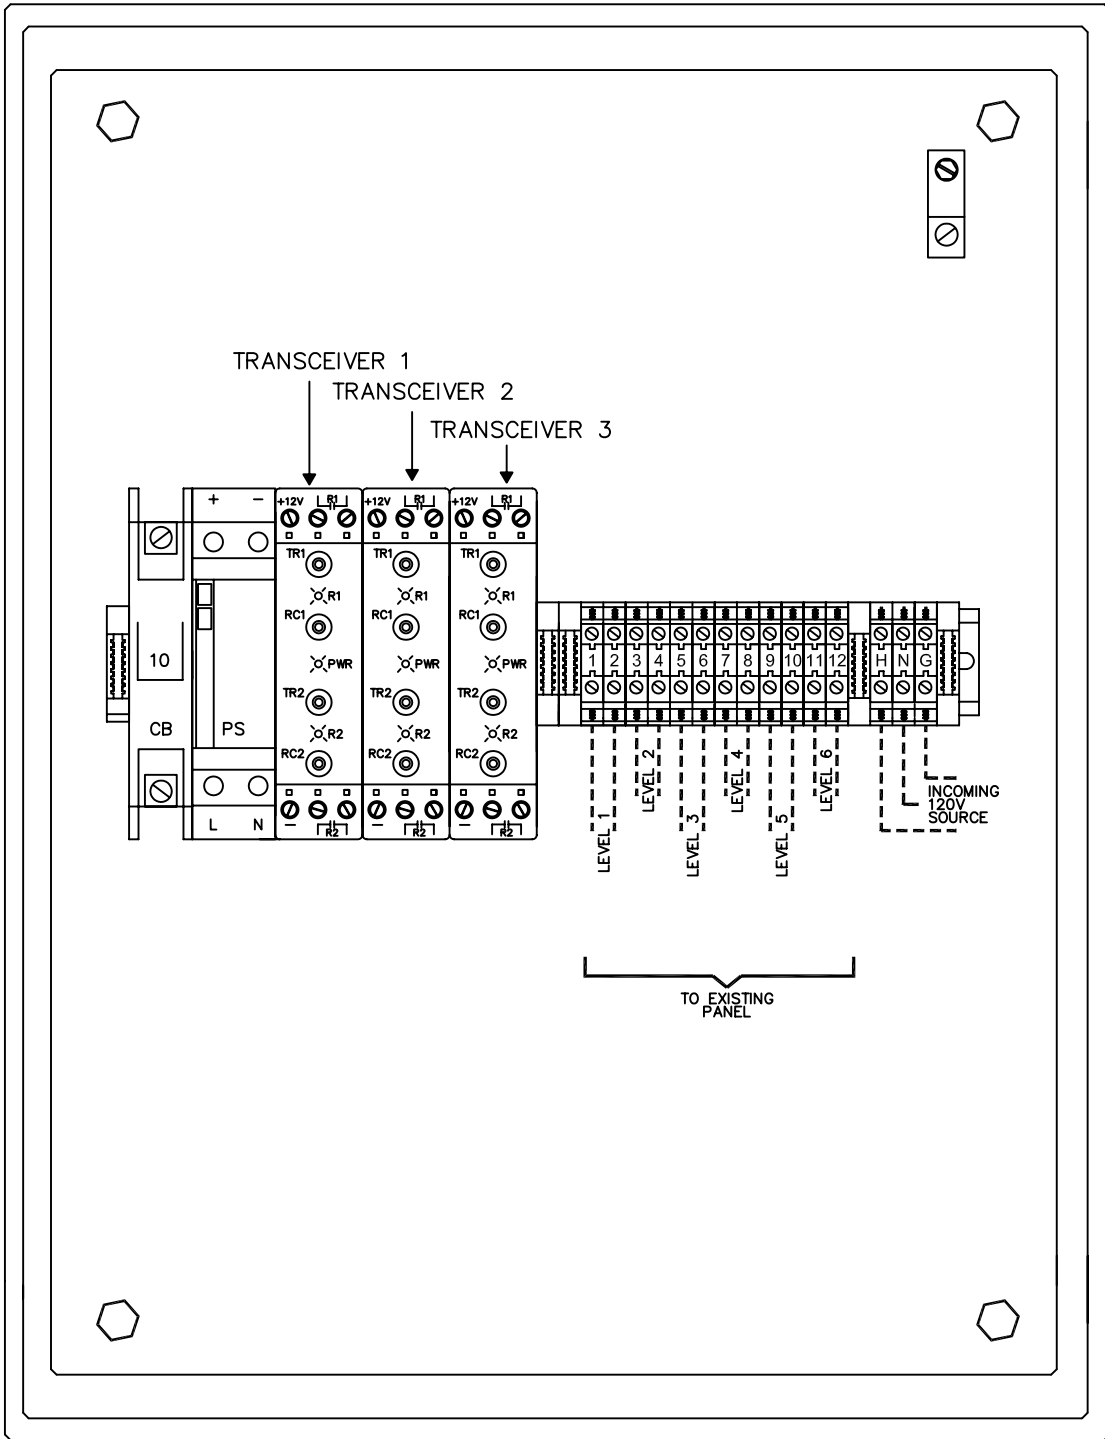 TRANSCEIVER 1
TRANSCEIVER 2
TRANSCEIVER 3
+ −
+12V R1 +12V R1 +12V R1
TR1 TR1 TR1
R1 R1 R1
RC1 RC1 RC1
10
PWR PWR PWR
1 2 3 4 5 6 7 8 9 10 11 12 H N G
TR2 TR2 TR2
CB PS
R2 R2 R2
RC2 RC2 RC2
L N
− R2 − R2 − R2
LEVEL 1
LEVEL 2
LEVEL 3
LEVEL 4
LEVEL 5
LEVEL 6
INCOMING
120V
SOURCE
TO EXISTING
PANEL